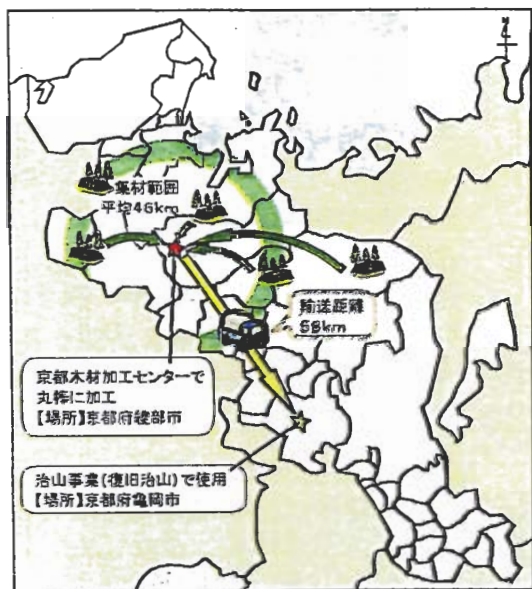 集材範囲
平均46km
輸送距離
58km
京都木材加工センターで
丸棒に加工
【場所】京都府綾部市
治山事業(復旧治山)で使用
【場所】京都府亀岡市